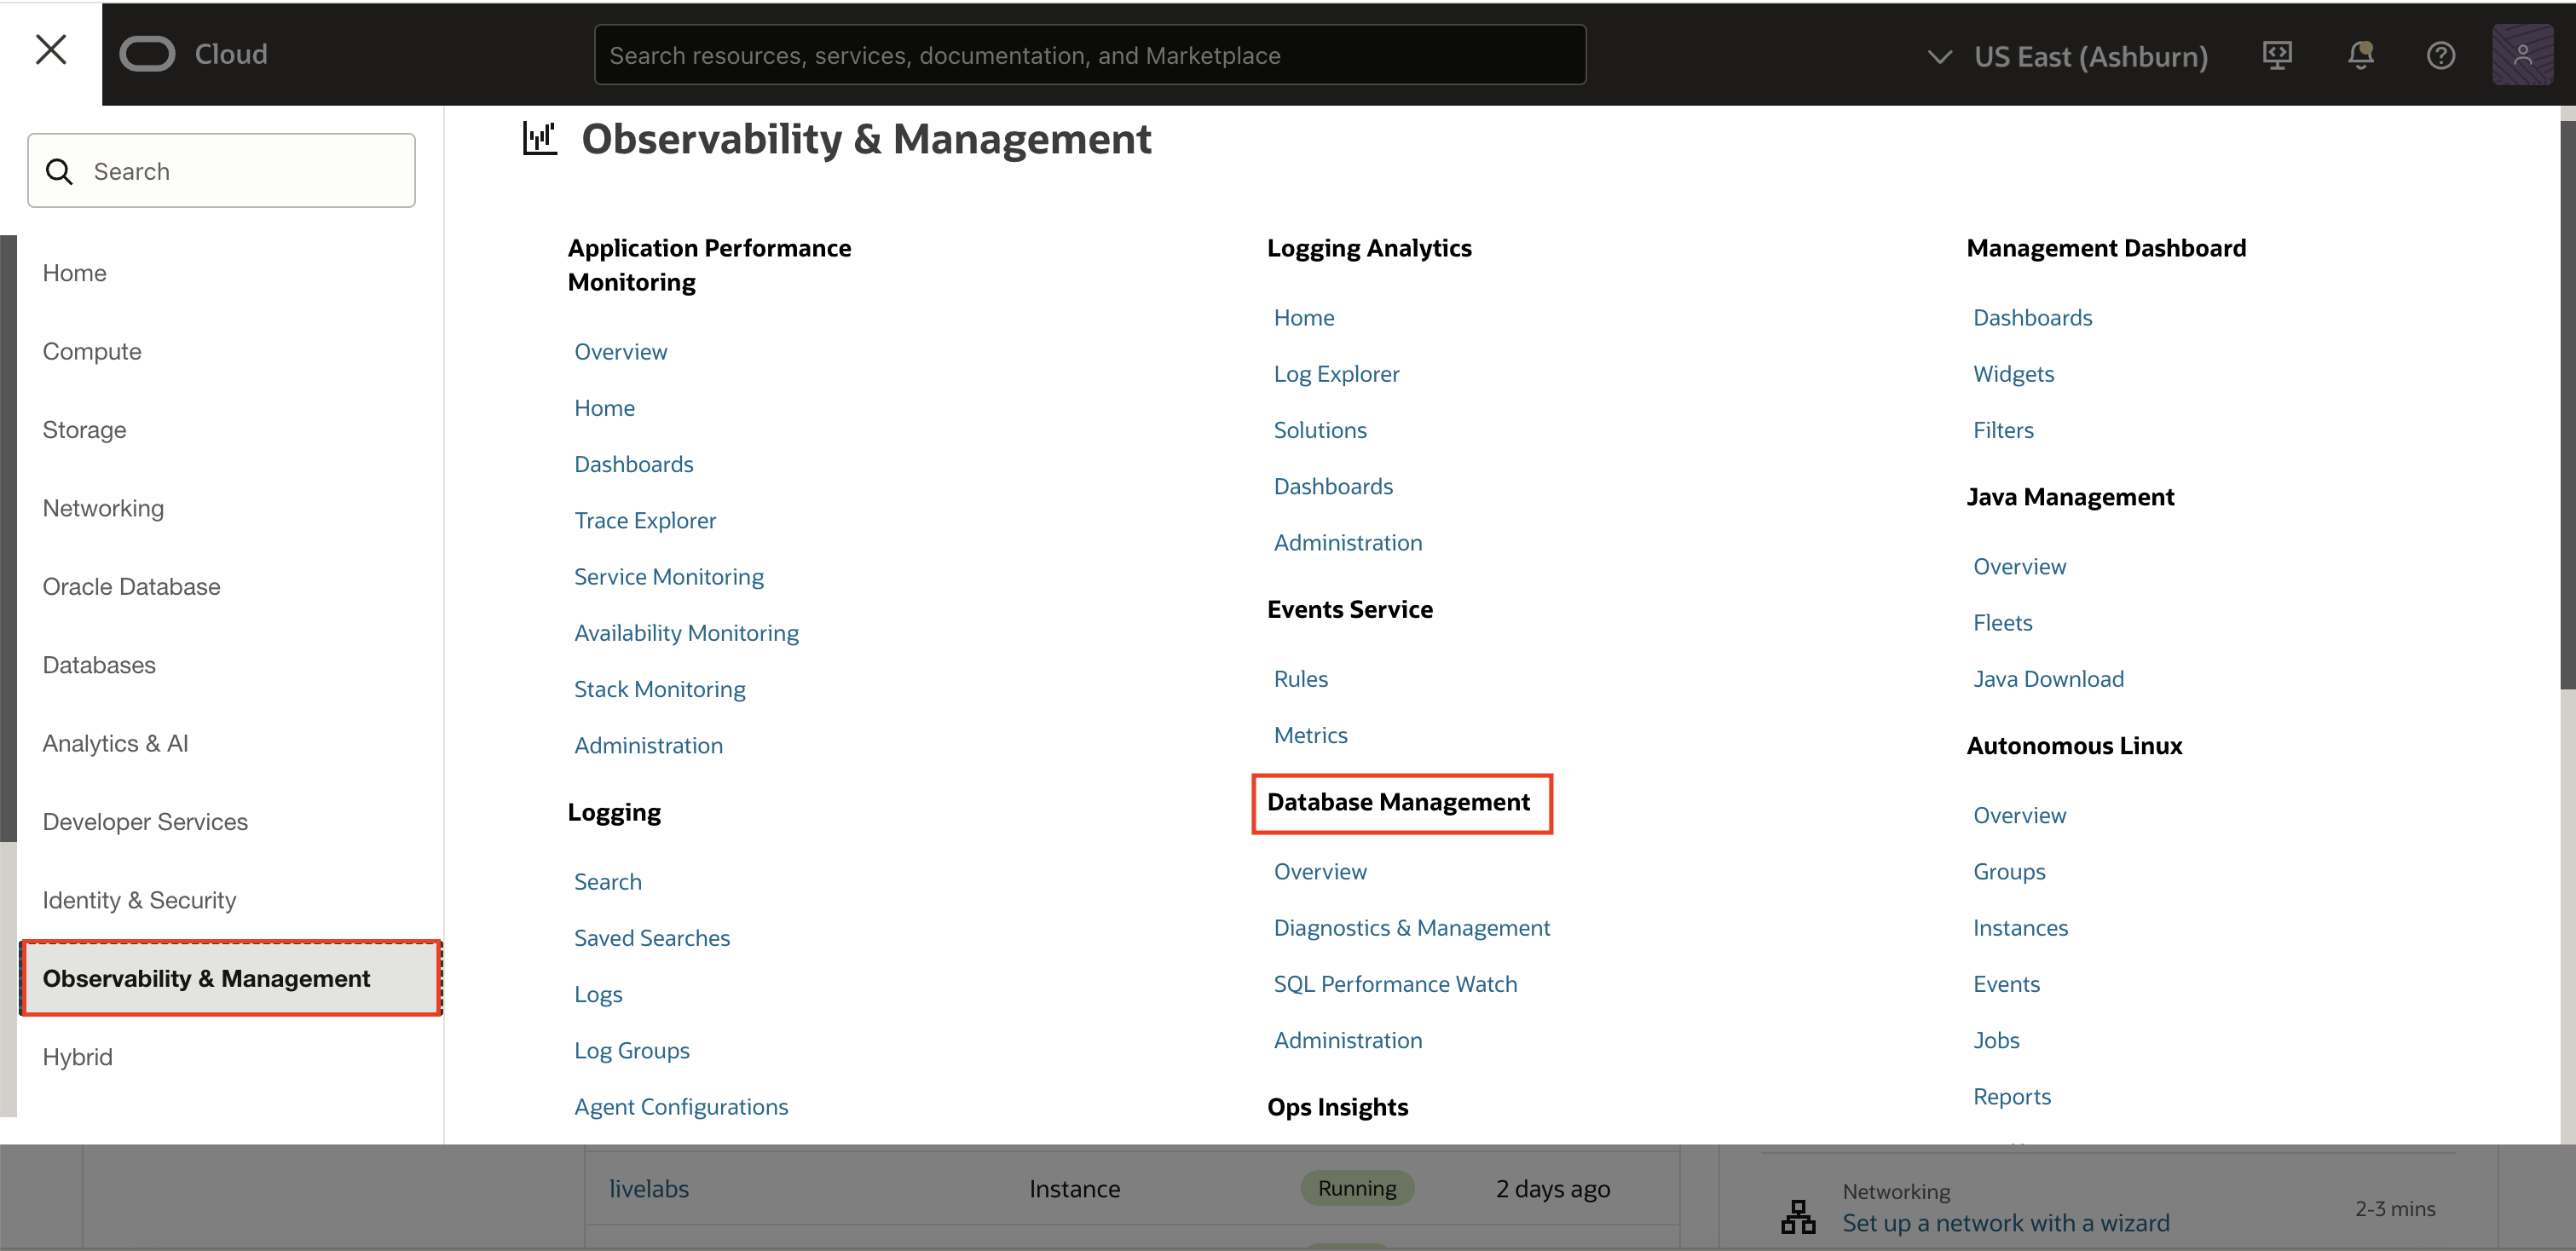 Cloud
Search resources, services, documentation, and Marketplace
US East (Ashburn)
Search
Home
Compute
Storage
Networking
Oracle Database
Databases
Analytics & AI
Developer Services
Identity & Security
Observability & Management
Hybrid
Observability & Management
Application Performance
Monitoring
Overview
Home
Dashboards
Trace Explorer
Service Monitoring
Availability Monitoring
Stack Monitoring
Administration
Logging
Search
Saved Searches
Logs
Log Groups
Agent Configurations
Logging Analytics
Home
Log Explorer
Solutions
Dashboards
Administration
Events Service
Rules
Metrics
Database Management
Overview
Diagnostics & Management
SQL Performance Watch
Administration
Ops Insights
Management Dashboard
Dashboards
Widgets
Filters
Java Management
Overview
Fleets
Java Download
Autonomous Linux
Overview
Groups
Instances
Events
Jobs
Reports
livelabs Instance Running 2 days ago
Networking
Set up a network with a wizard
2-3 mins